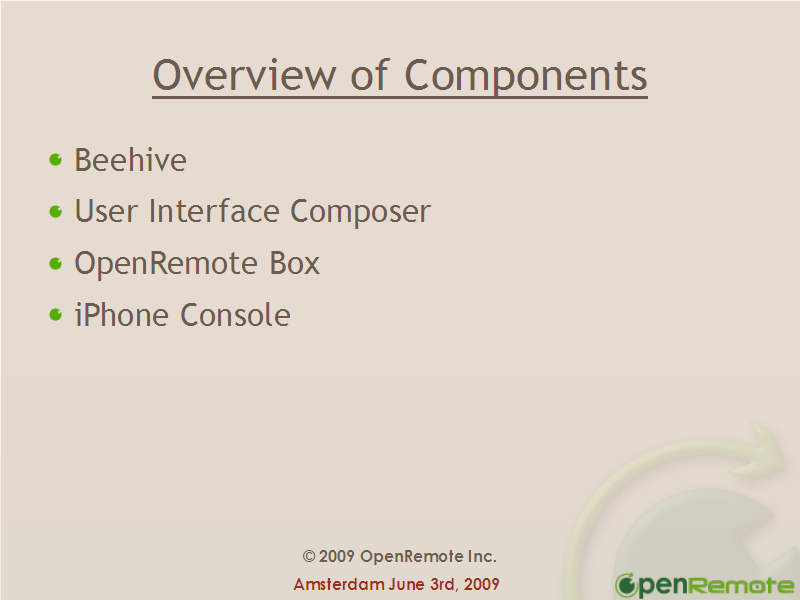 Overview of Components
Beehive
User Interface Composer
OpenRemote Box
iPhone Console
© 2009 OpenRemote Inc.
Amsterdam June 3rd, 2009
OpenRemote